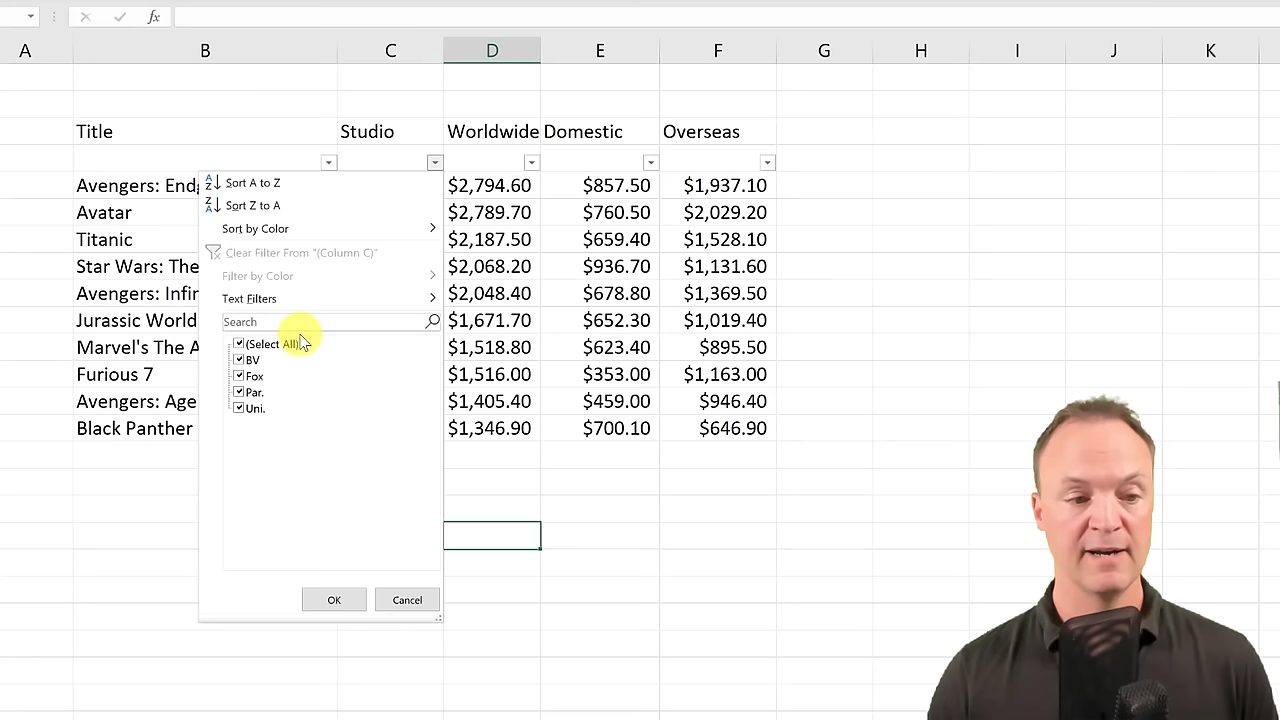 fx
A B C D E F G H I J K
Title Studio Worldwide Domestic Overseas
Avengers: End $2,794.60 $857.50 $1,937.10
Avatar $2,789.70 $760.50 $2,029.20
Titanic $2,187.50 $659.40 $1,528.10
Star Wars: The $2,068.20 $936.70 $1,131.60
Avengers: Infin $2,048.40 $678.80 $1,369.50
Jurassic World $1,671.70 $652.30 $1,019.40
Marvel's The A $1,518.80 $623.40 $895.50
Furious 7 $1,516.00 $353.00 $1,163.00
Avengers: Age $1,405.40 $459.00 $946.40
Black Panther $1,346.90 $700.10 $646.90
Sort A to Z
Sort Z to A
Sort by Color
Clear Filter From "(Column C)"
Filter by Color
Text Filters
Search
(Select All)
BV
Fox
Par.
Uni.
OK Cancel